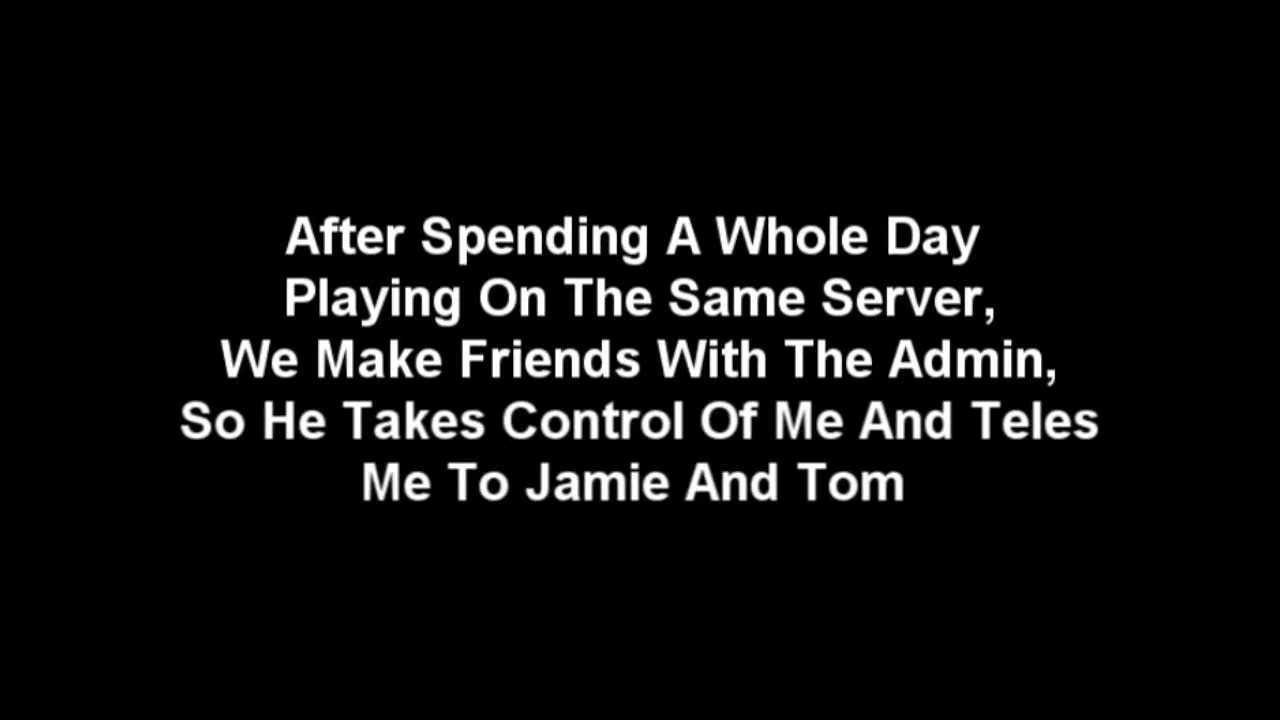 After Spending A Whole Day
Playing On The Same Server,
We Make Friends With The Admin,
So He Takes Control Of Me And Teles
Me To Jamie And Tom